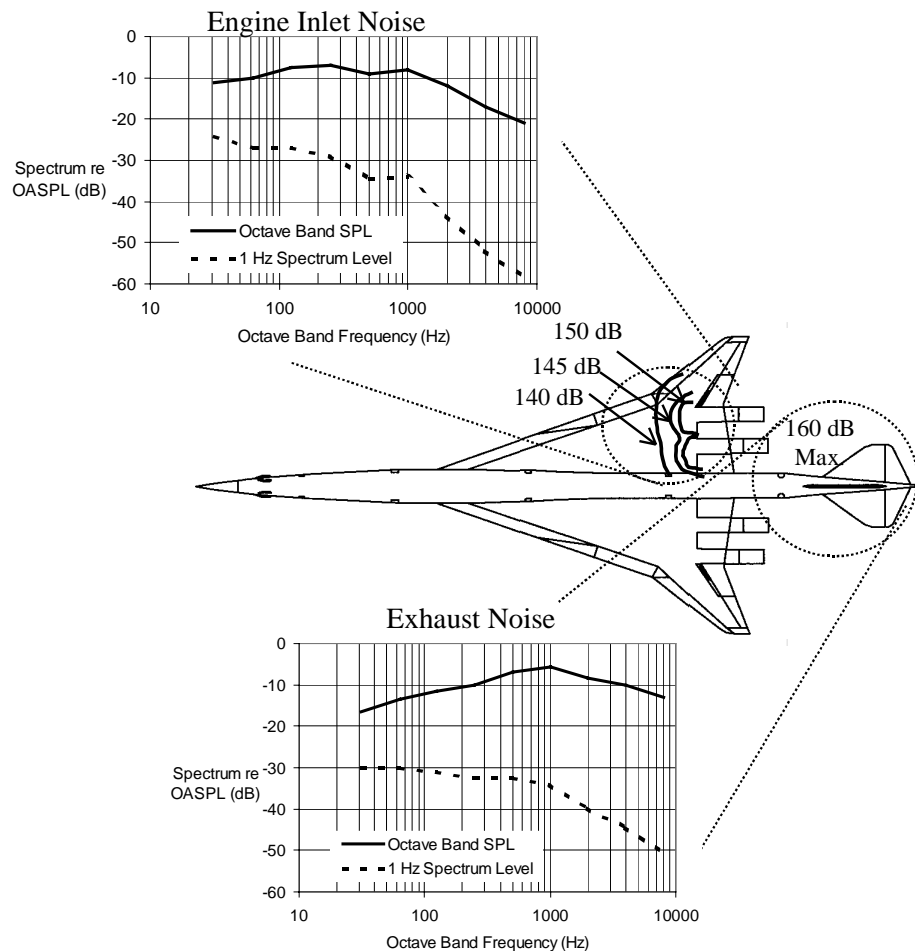 Engine Inlet Noise
0
-10
-20
-30
-40
-50
-60
Spectrum re
OASPL (dB)
Octave Band SPL
1 Hz Spectrum Level
10
100
1000
10000
Octave Band Frequency (Hz)
150 dB
145 dB
140 dB
160 dB
Max.
Exhaust Noise
0
-10
-20
-30
-40
-50
-60
Spectrum re
OASPL (dB)
Octave Band SPL
1 Hz Spectrum Level
10
100
1000
10000
Octave Band Frequency (Hz)